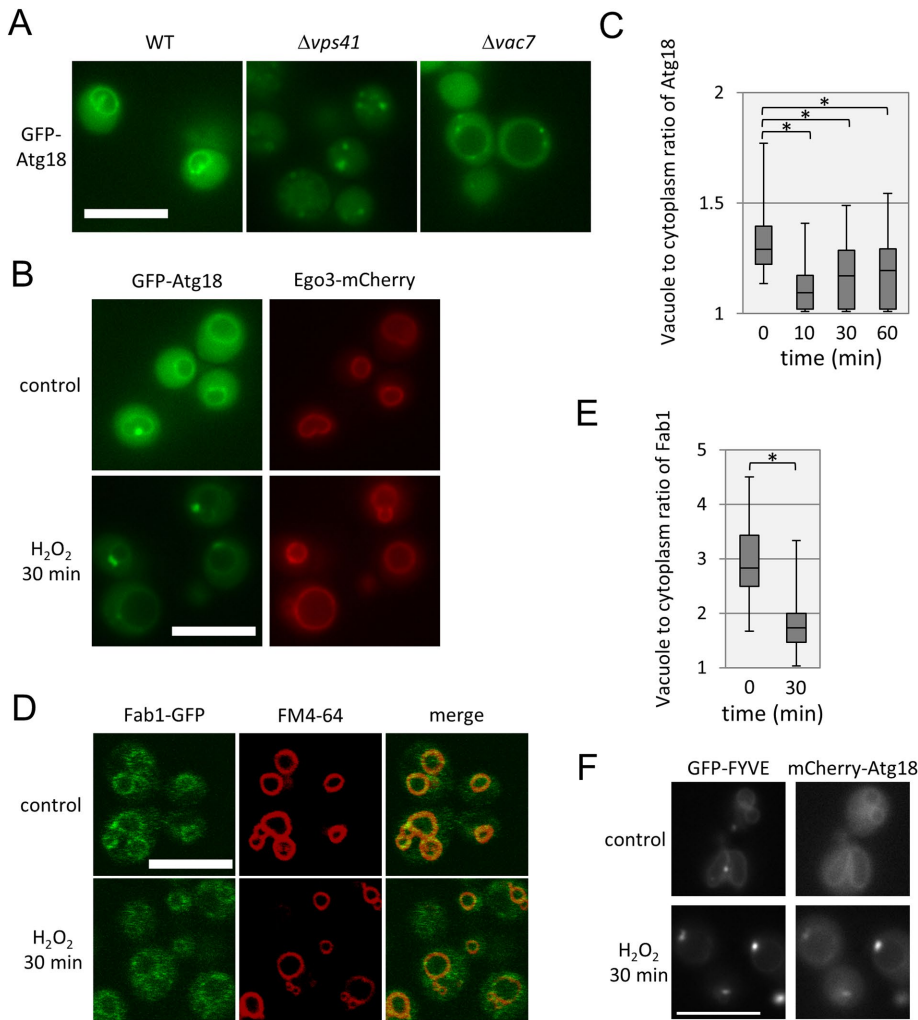 A
WT
Δvps41
Δvac7
GFP-
Atg18
B
GFP-Atg18
Ego3-mCherry
control
H₂O₂
30 min
C
Vacuole to cytoplasm ratio of Atg18
2
1.5
1
*
*
*
0 10 30 60
time (min)
D
Fab1-GFP
FM4-64
merge
control
H₂O₂
30 min
E
Vacuole to cytoplasm ratio of Fab1
5
4
3
2
1
*
0 30
time (min)
F
GFP-FYVE
mCherry-Atg18
control
H₂O₂
30 min